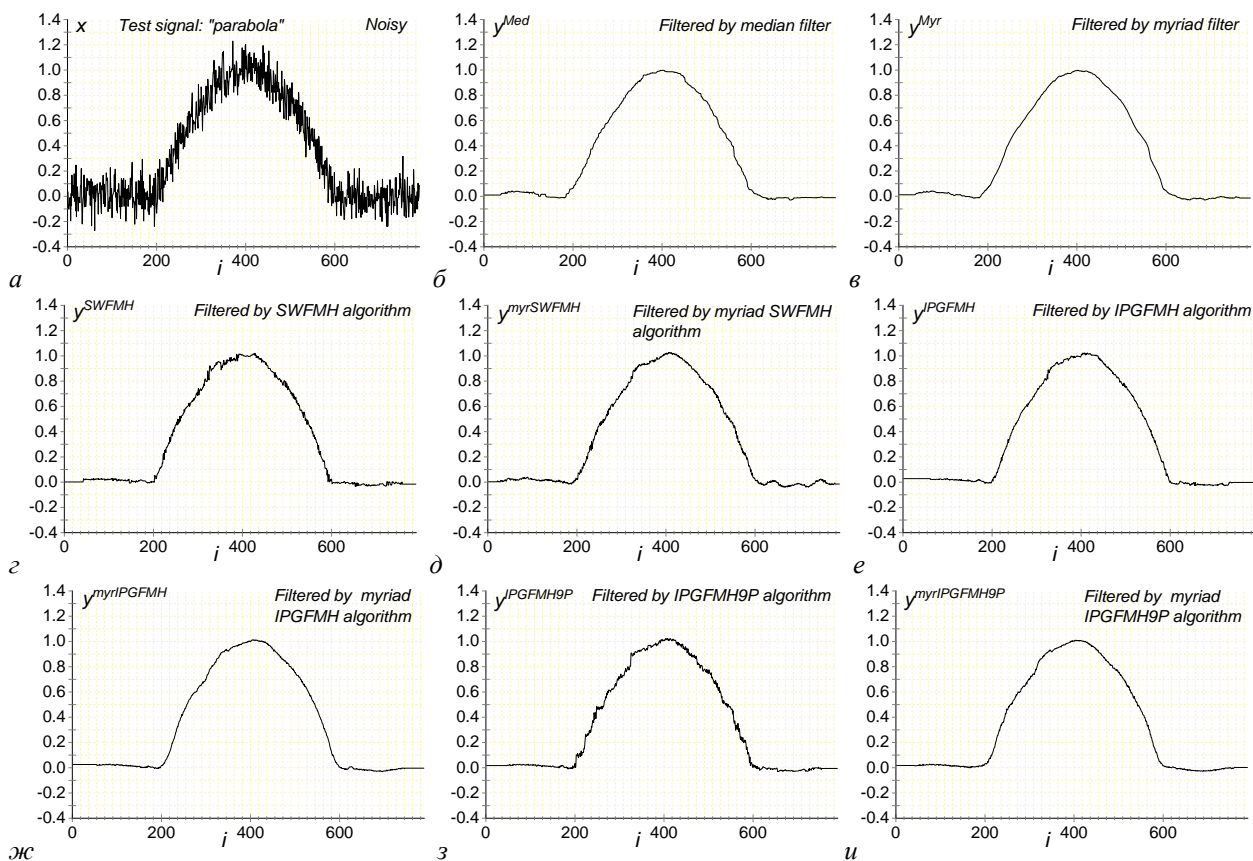 x Test signal: "parabola" Noisy
1.4
1.2
1.0
0.8
0.6
0.4
0.2
0.0
-0.2
-0.4
0 200 400 600
i
а
y^Med Filtered by median filter
1.4
1.2
1.0
0.8
0.6
0.4
0.2
0.0
-0.2
-0.4
0 200 400 600
i
б
y^Myr Filtered by myriad filter
1.4
1.2
1.0
0.8
0.6
0.4
0.2
0.0
-0.2
-0.4
0 200 400 600
i
в
y^SWFMH Filtered by SWFMH algorithm
1.4
1.2
1.0
0.8
0.6
0.4
0.2
0.0
-0.2
-0.4
0 200 400 600
i
г
y^myrSWFMH Filtered by myriad SWFMH
algorithm
1.4
1.2
1.0
0.8
0.6
0.4
0.2
0.0
-0.2
-0.4
0 200 400 600
i
д
y^IPGFMH Filtered by IPGFMH algorithm
1.4
1.2
1.0
0.8
0.6
0.4
0.2
0.0
-0.2
-0.4
0 200 400 600
i
е
y^myrIPGFMH Filtered by myriad
IPGFMH algorithm
1.4
1.2
1.0
0.8
0.6
0.4
0.2
0.0
-0.2
-0.4
0 200 400 600
i
ж
y^IPGFMH9P Filtered by IPGFMH9P algorithm
1.4
1.2
1.0
0.8
0.6
0.4
0.2
0.0
-0.2
-0.4
0 200 400 600
i
з
y^myrIPGFMH9P Filtered by myriad
IPGFMH9P algorithm
1.4
1.2
1.0
0.8
0.6
0.4
0.2
0.0
-0.2
-0.4
0 200 400 600
i
и